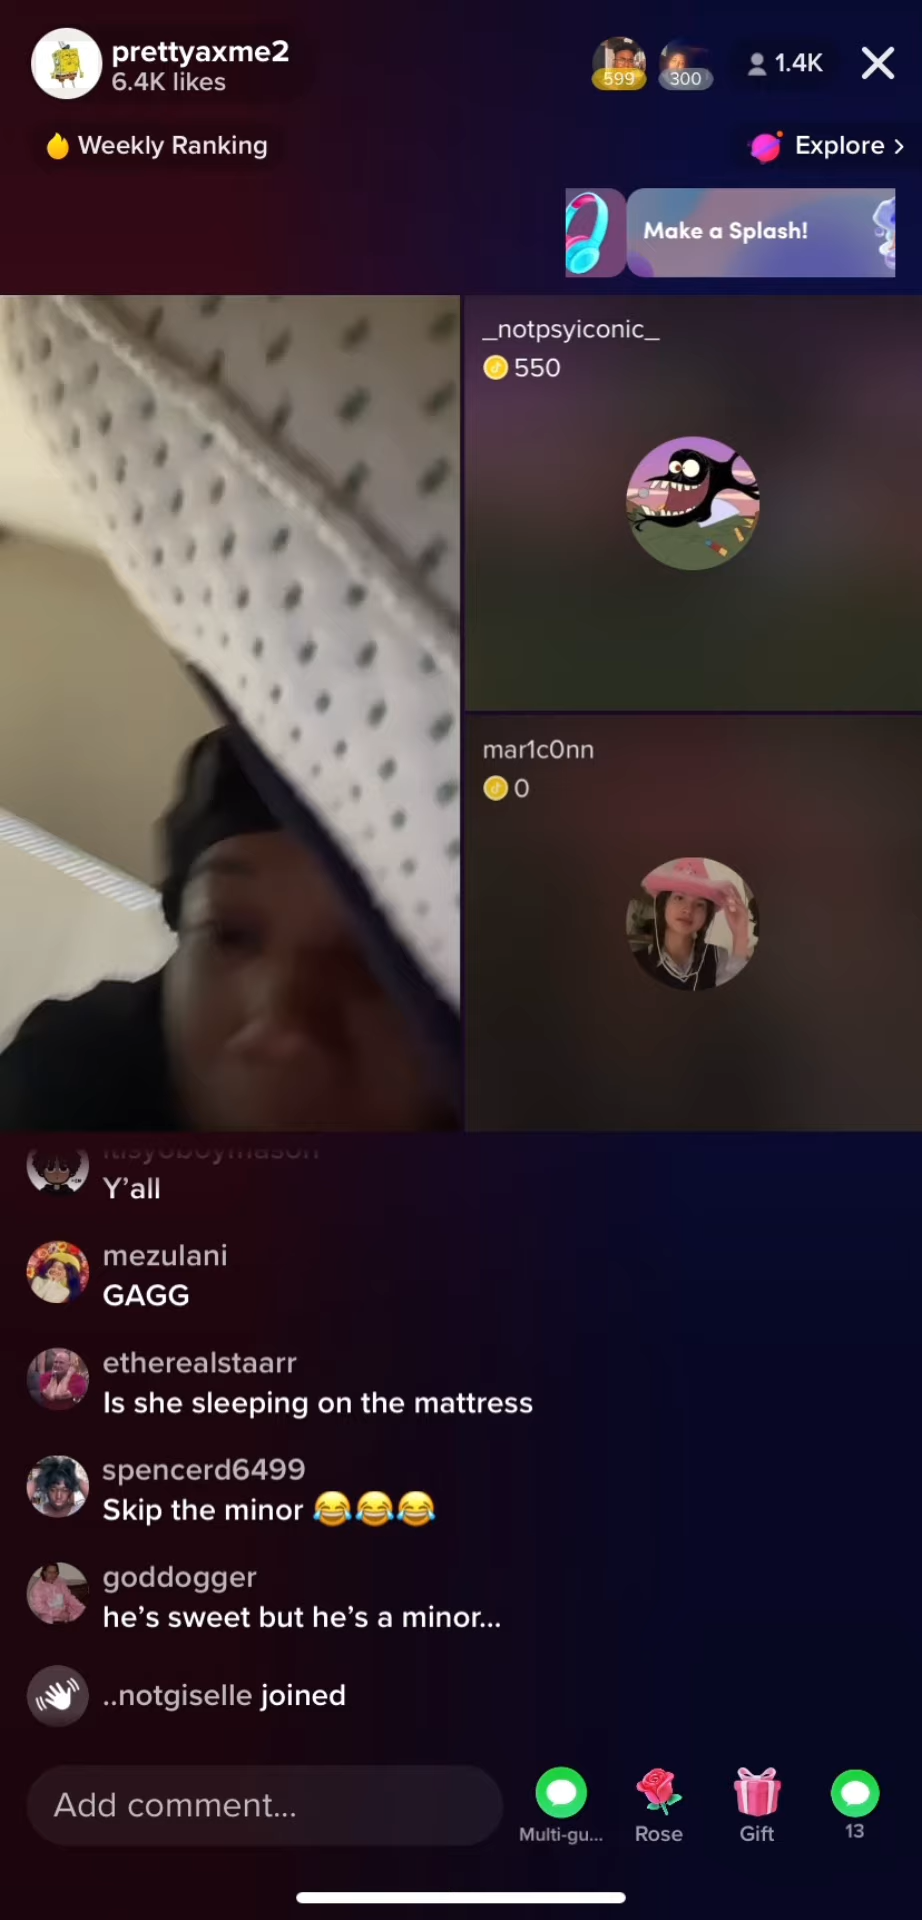 prettyaxme2
6.4K likes
599
300
1.4K
Weekly Ranking
Explore >
Make a Splash!
_notpsyiconic_
550
mar1c0nn
0
Y’all
mezulani
GAGG
etherealstaarr
Is she sleeping on the mattress
spencerd6499
Skip the minor 😂😂😂
goddogger
he’s sweet but he’s a minor...
..notgiselle joined
Add comment...
Multi-gu...
Rose
Gift
13